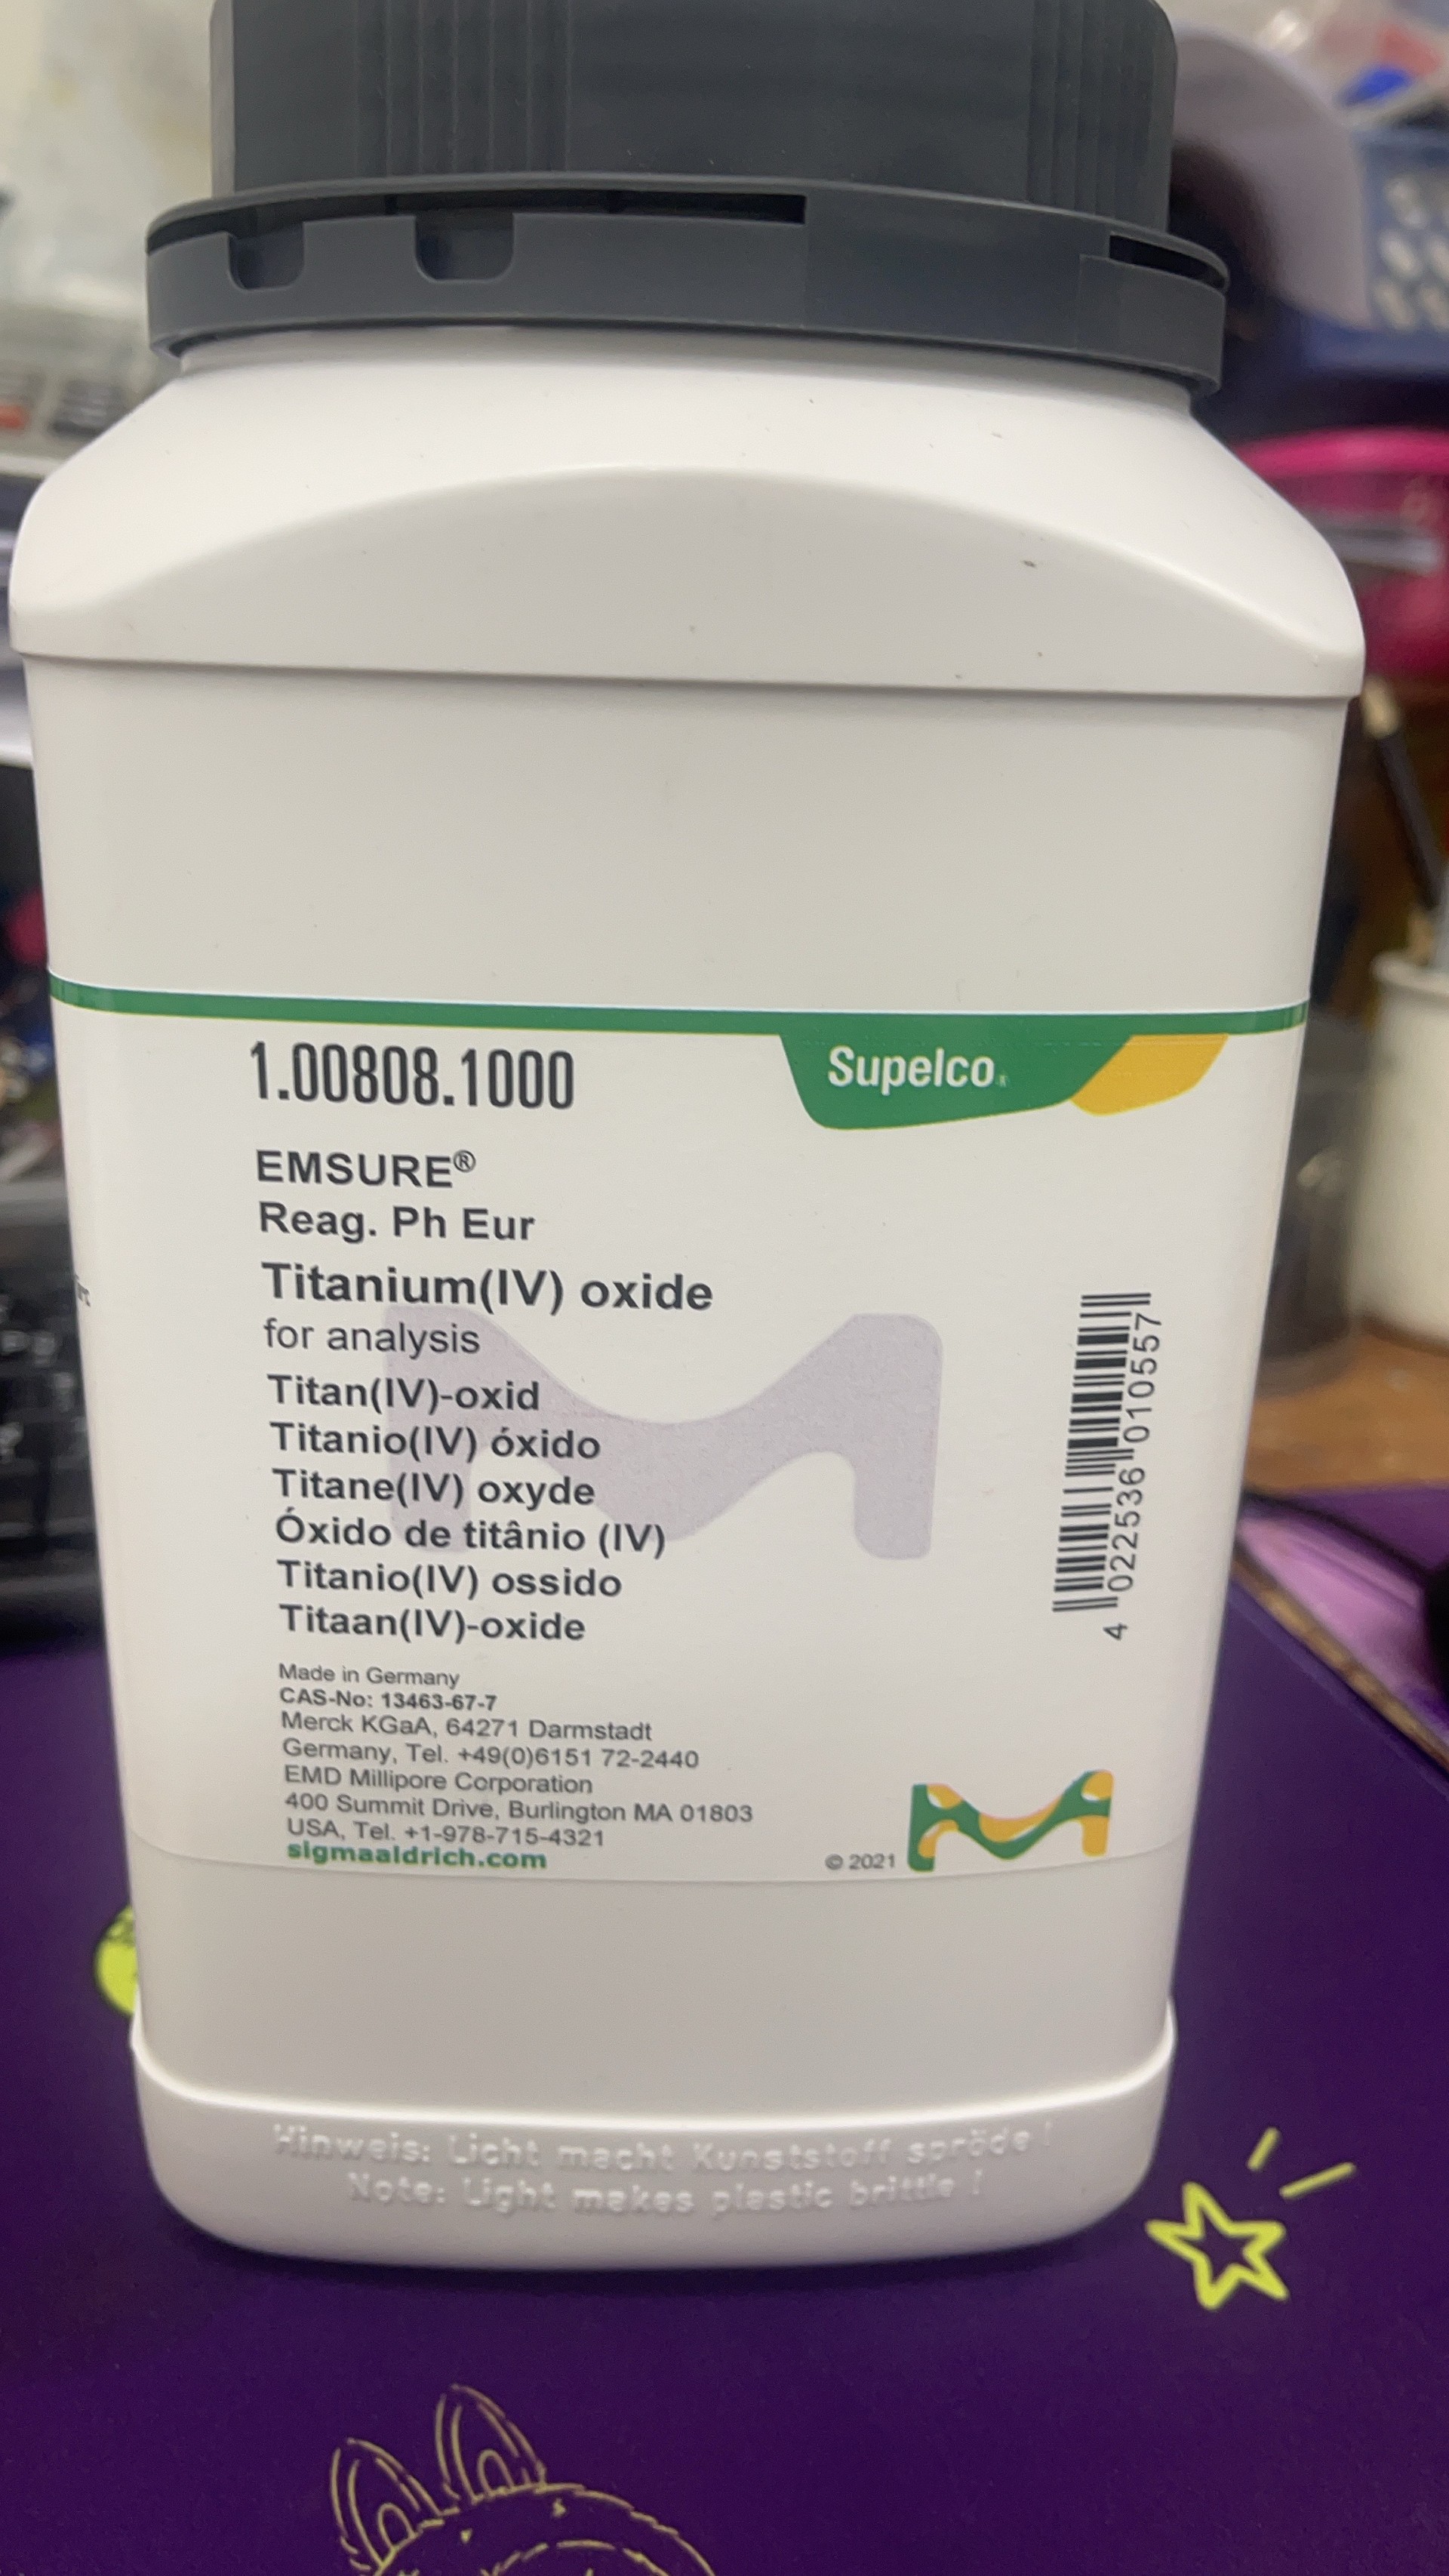 1.00808.1000
Supelco®
EMSURE®
Reag. Ph Eur
Titanium(IV) oxide
for analysis
Titan(IV)-oxid
Titanio(IV) óxido
Titane(IV) oxyde
Óxido de titânio (IV)
Titanio(IV) ossido
Titaan(IV)-oxide
4 022536 010557
Made in Germany
CAS-No: 13463-67-7
Merck KGaA, 64271 Darmstadt
Germany, Tel. +49(0)6151 72-2440
EMD Millipore Corporation
400 Summit Drive, Burlington MA 01803
USA, Tel. +1-978-715-4321
sigmaaldrich.com
© 2021
Hinweis: Licht macht Kunststoff spröde !
Note: Light makes plastic brittle !